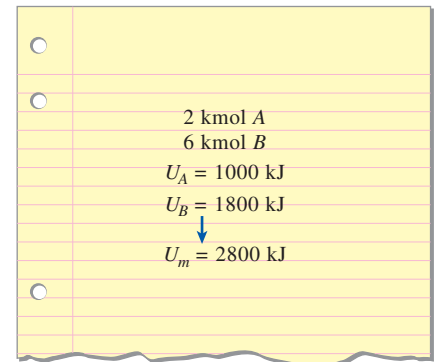 2 kmol A
6 kmol B
U_A = 1000 kJ
U_B = 1800 kJ
U_m = 2800 kJ